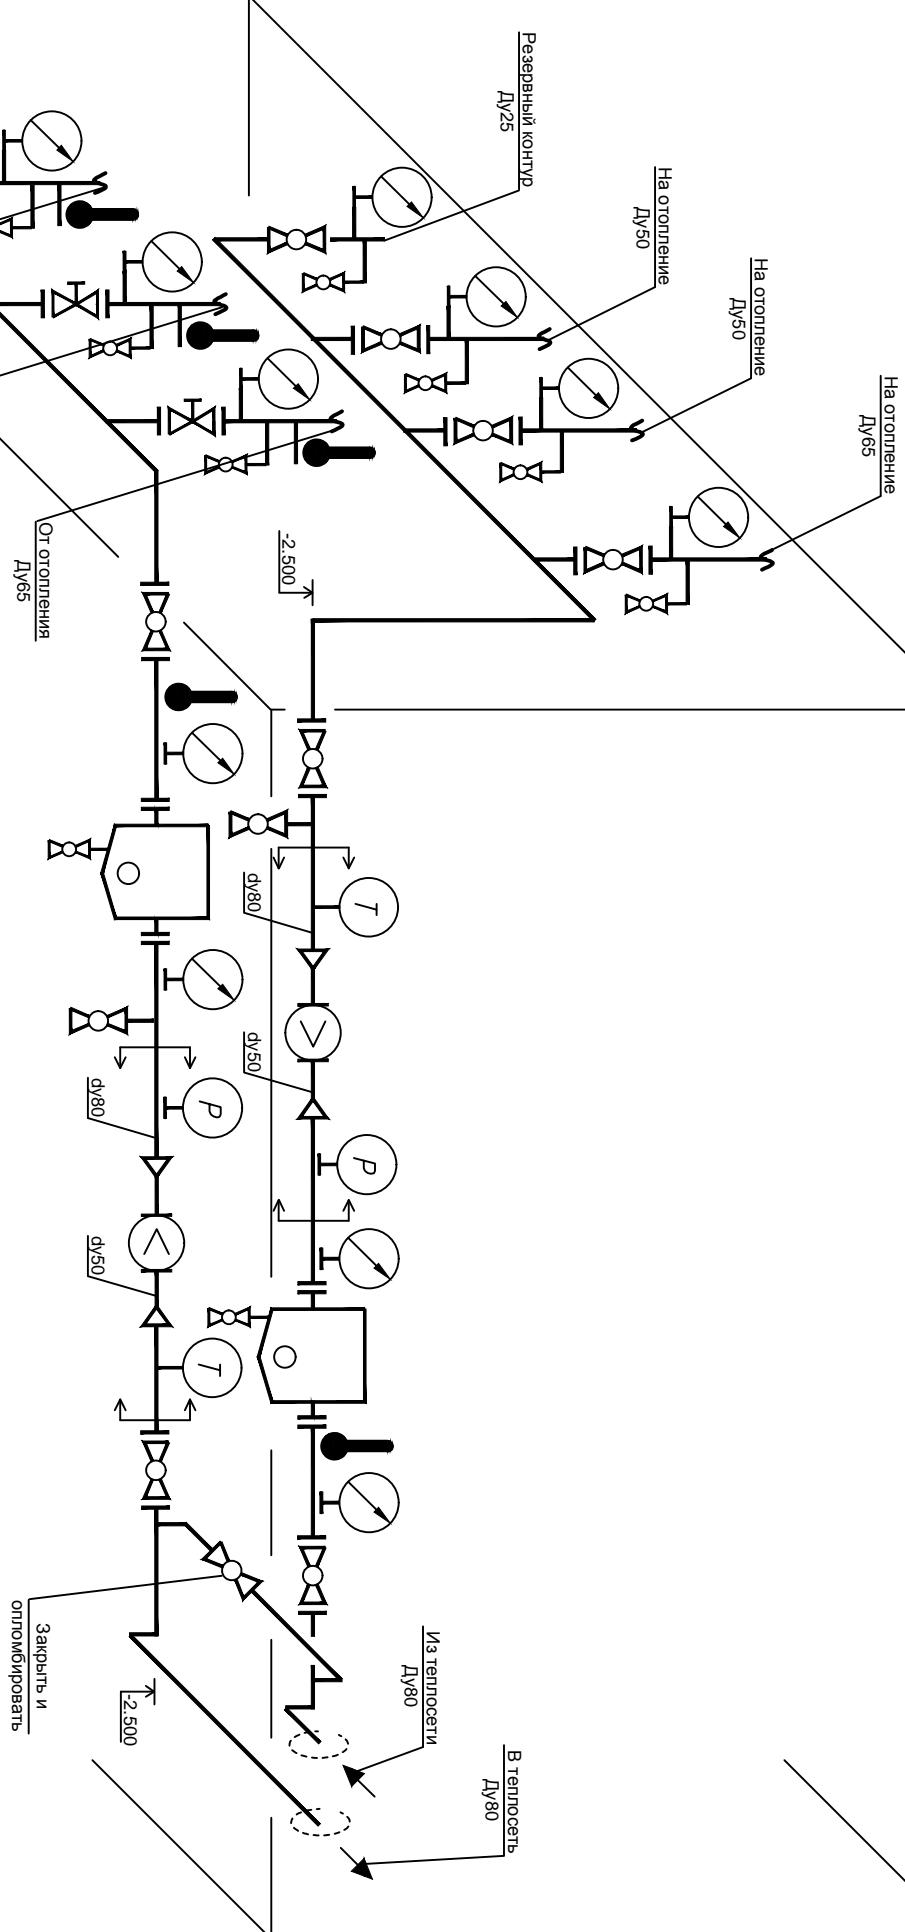 Резервный контур
Ду25
На отопление
Ду50
На отопление
Ду50
На отопление
Ду65
-2.500
От отопления
Ду65
dy80
T
dy50
P
dy80
P
dy50
T
Закрыть и
опломбировать
-2.500
Из теплосети
Ду80
В теплосеть
Ду80